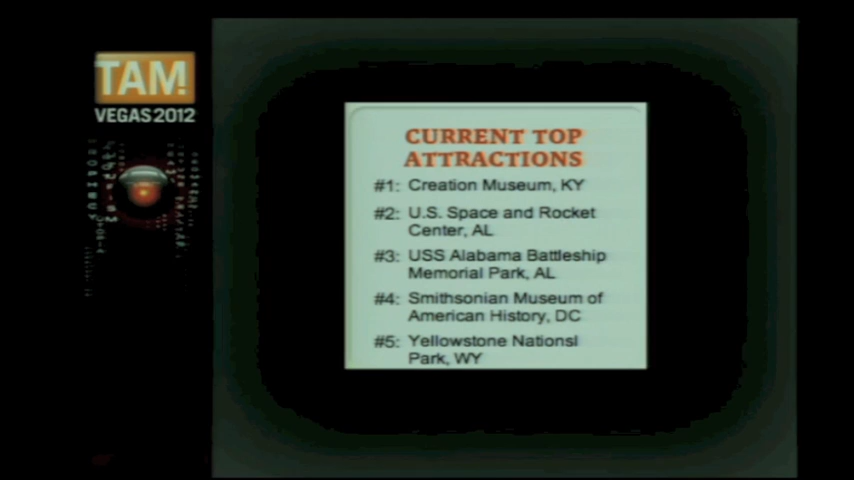 TAM!
VEGAS 2012
CURRENT TOP
ATTRACTIONS
#1: Creation Museum, KY
#2: U.S. Space and Rocket
Center, AL
#3: USS Alabama Battleship
Memorial Park, AL
#4: Smithsonian Museum of
American History, DC
#5: Yellowstone Nationsl
Park, WY